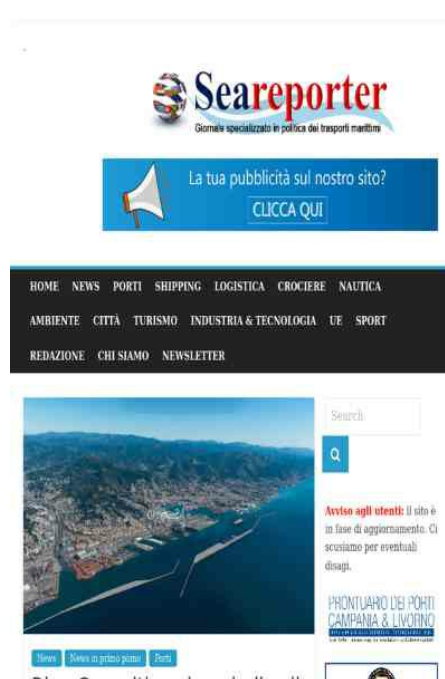 Seareporter
Giornale specializzato in politica dei trasporti marittimi
La tua pubblicità sul nostro sito?
CLICCA QUI
HOME NEWS PORTI SHIPPING LOGISTICA CROCIERE NAUTICA
AMBIENTE CITTÀ TURISMO INDUSTRIA & TECNOLOGIA UE SPORT
REDAZIONE CHI SIAMO NEWSLETTER
Search
Avviso agli utenti: il sito è
in fase di aggiornamento. Ci
scusiamo per eventuali
disagi.
PRONTUARIO DEI PORTI
CAMPANIA & LIVORNO
News News in primo piano Porti